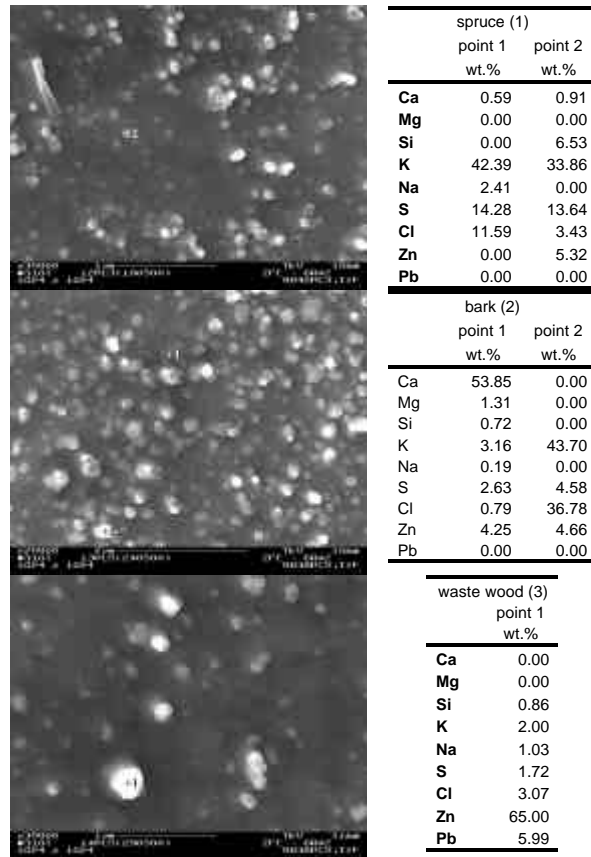 spruce (1)
point 1 point 2
wt.% wt.%
Ca 0.59 0.91
Mg 0.00 0.00
Si 0.00 6.53
K 42.39 33.86
Na 2.41 0.00
S 14.28 13.64
Cl 11.59 3.43
Zn 0.00 5.32
Pb 0.00 0.00
bark (2)
point 1 point 2
wt.% wt.%
Ca 53.85 0.00
Mg 1.31 0.00
Si 0.72 0.00
K 3.16 43.70
Na 0.19 0.00
S 2.63 4.58
Cl 0.79 36.78
Zn 4.25 4.66
Pb 0.00 0.00
waste wood (3)
point 1
wt.%
Ca 0.00
Mg 0.00
Si 0.86
K 2.00
Na 1.03
S 1.72
Cl 3.07
Zn 65.00
Pb 5.99